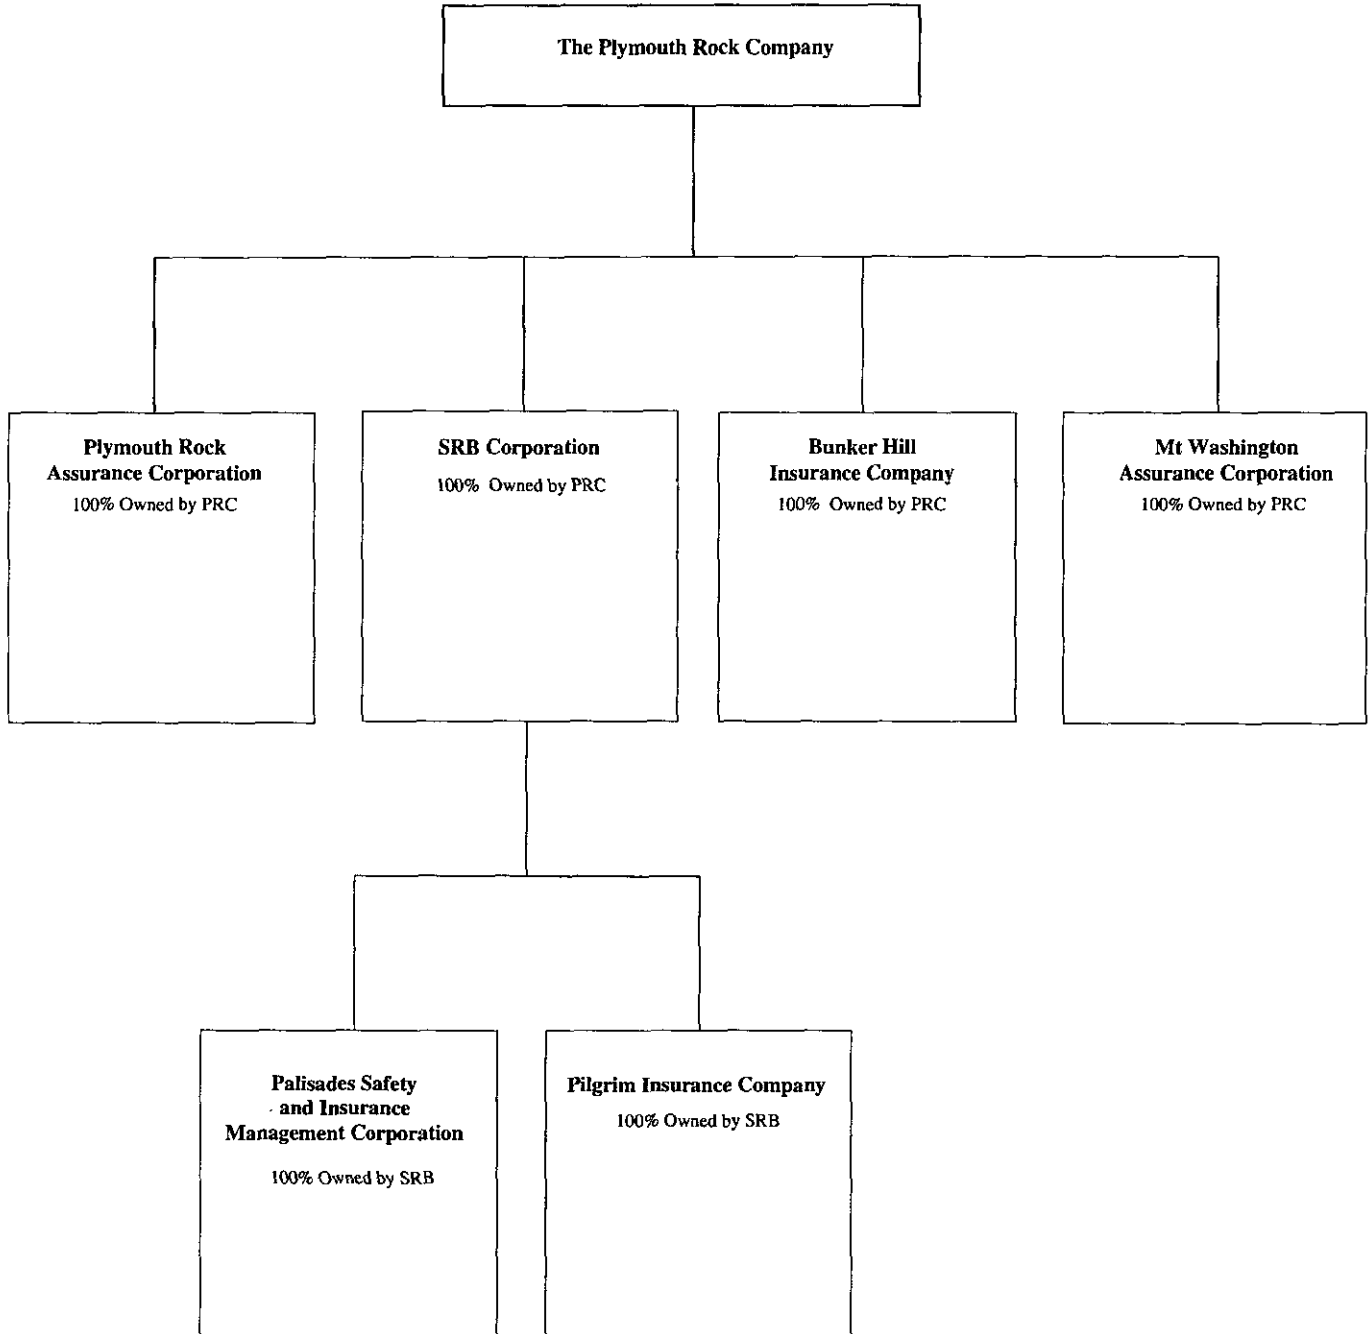 The Plymouth Rock Company
Plymouth Rock
Assurance Corporation
100% Owned by PRC
SRB Corporation
100% Owned by PRC
Bunker Hill
Insurance Company
100% Owned by PRC
Mt Washington
Assurance Corporation
100% Owned by PRC
Palisades Safety
and Insurance
Management Corporation
100% Owned by SRB
Pilgrim Insurance Company
100% Owned by SRB